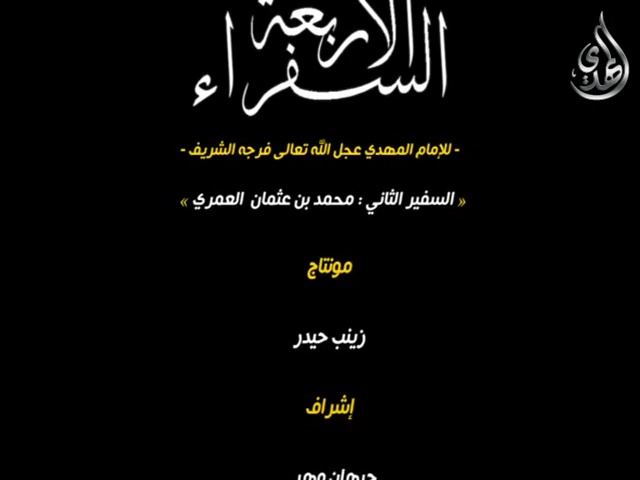 السفراء الأربعة
المهدي
- للإمام المهدي عجل الله تعالى فرجه الشريف -
« السفير الثاني : محمد بن عثمان العمري »
مونتاج
زينب حيدر
إشراف